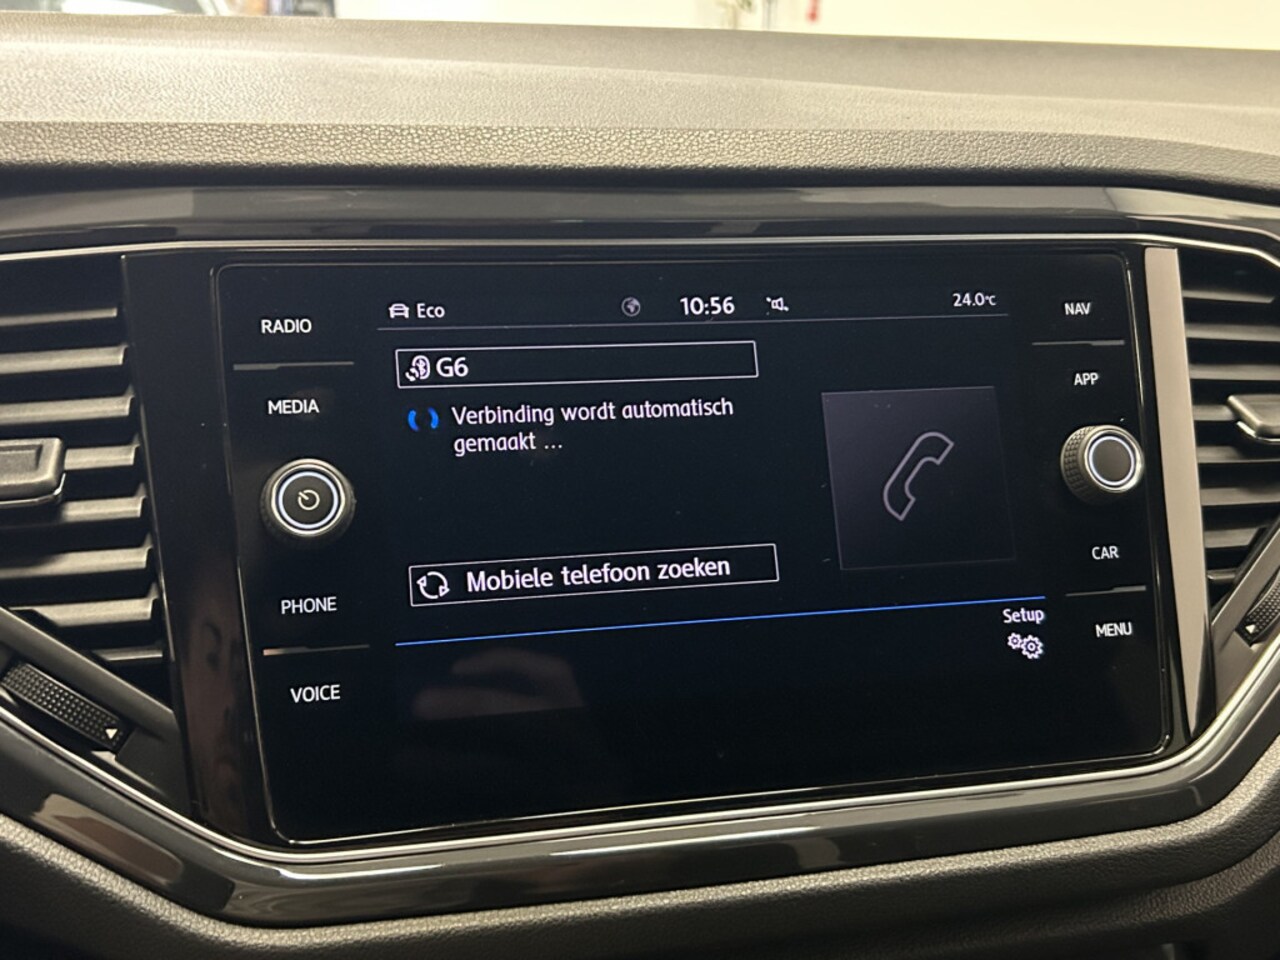 RADIO
MEDIA
PHONE
VOICE
Eco
10:56
24.0°C
G6
Verbinding wordt automatisch
gemaakt ...
Mobiele telefoon zoeken
Setup
NAV
APP
CAR
MENU